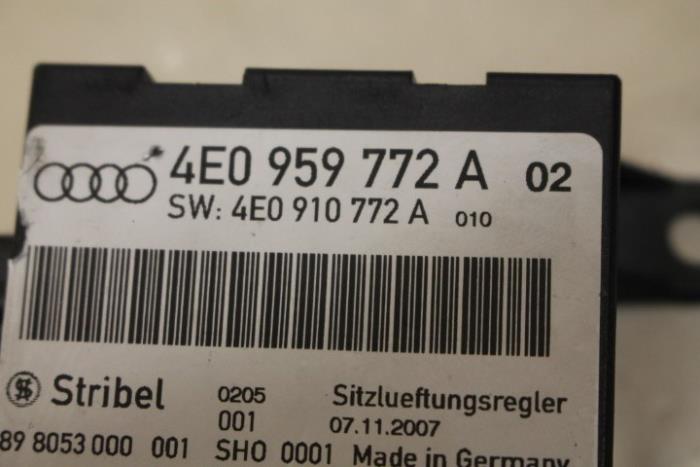 4E0 959 772 A 02
SW: 4E0 910 772 A 010
Stribel 0205 Sitzlueftungsregler
001 07.11.2007
89 8053 000 001 SHO 0001 Made in Germany